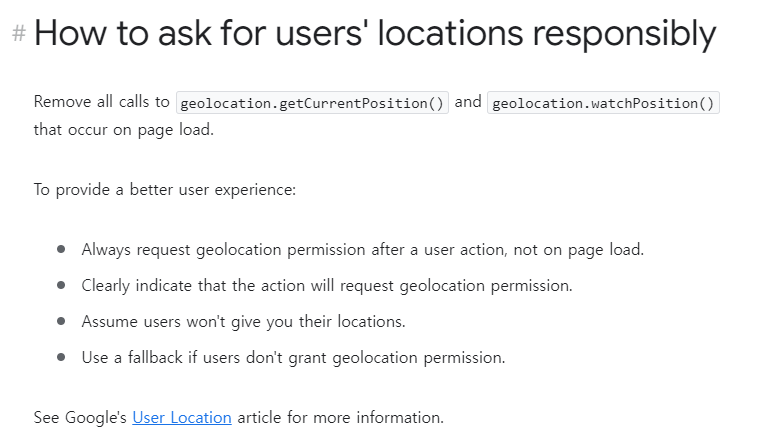 # How to ask for users' locations responsibly
Remove all calls to geolocation.getCurrentPosition() and geolocation.watchPosition()
that occur on page load.
To provide a better user experience:
● Always request geolocation permission after a user action, not on page load.
● Clearly indicate that the action will request geolocation permission.
● Assume users won't give you their locations.
● Use a fallback if users don't grant geolocation permission.
See Google's User Location article for more information.